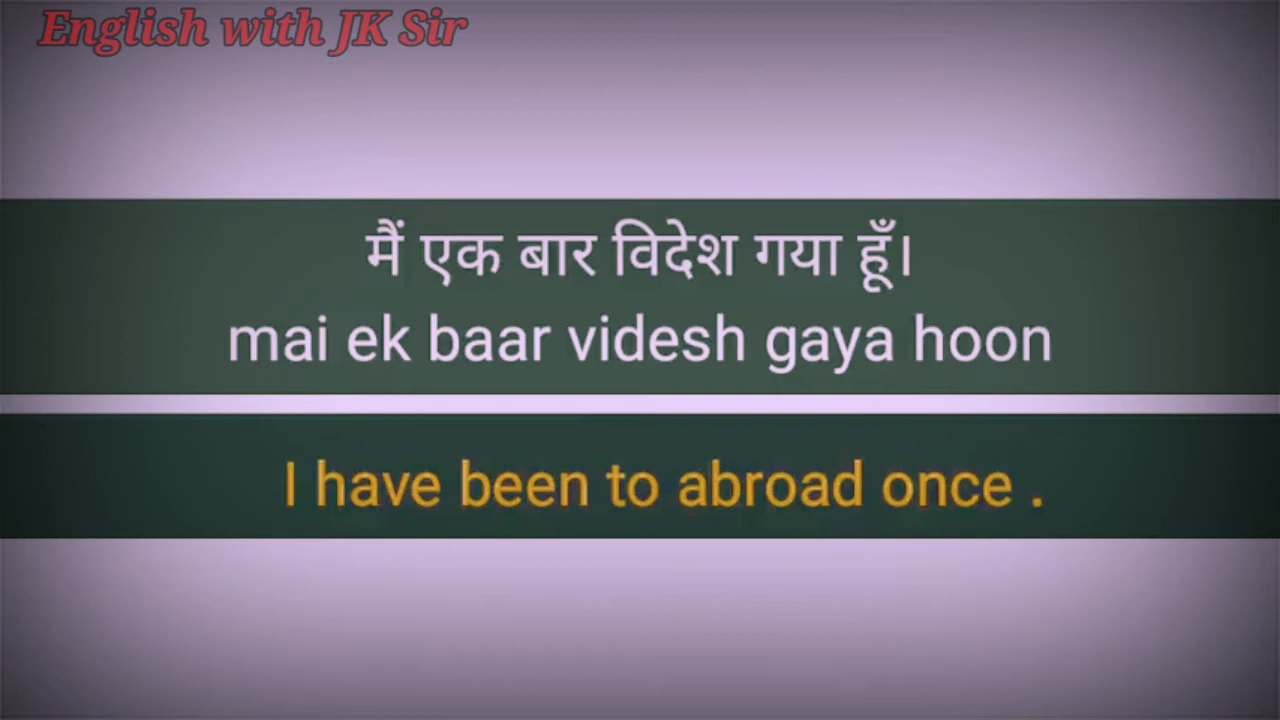 English with JK Sir
मैं एक बार विदेश गया हूँ।
mai ek baar videsh gaya hoon
I have been to abroad once .